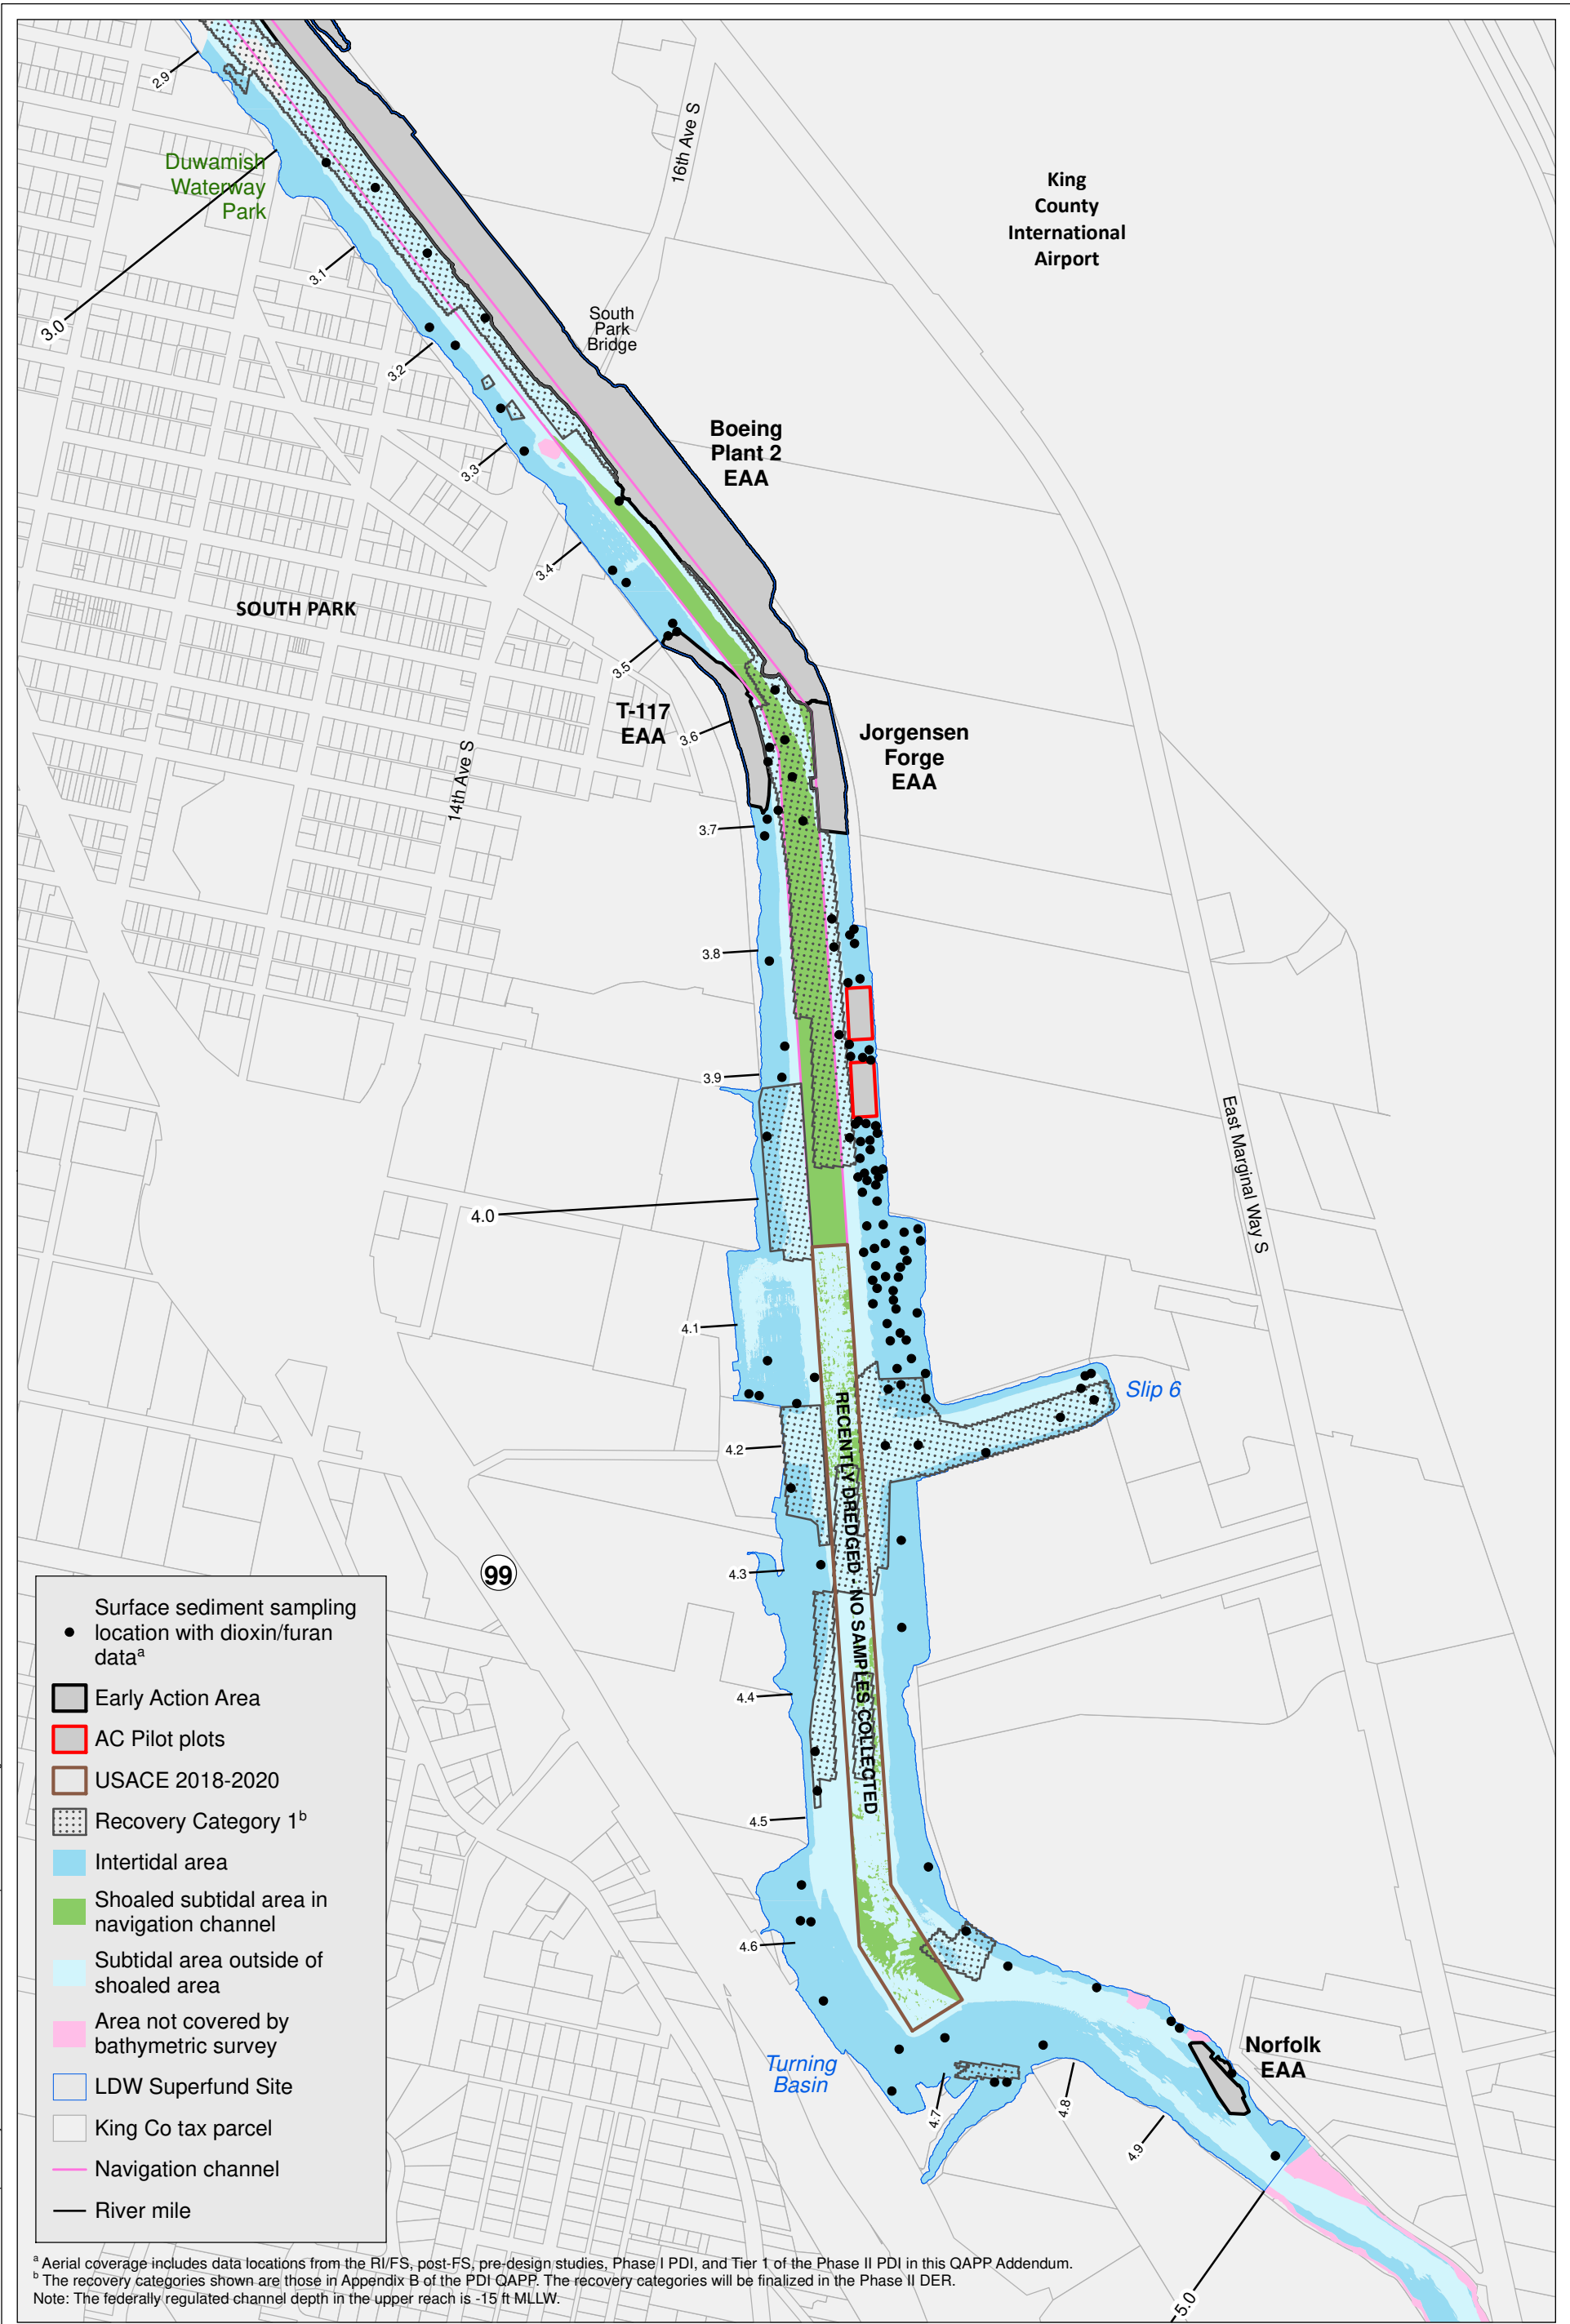 2.9
Duwamish
Waterway
Park
3.0
3.1
3.2
3.3
3.4
3.5
3.6
3.7
3.8
3.9
4.0
4.1
4.2
4.3
4.4
4.5
4.6
4.7
4.8
4.9
5.0
16th Ave S
King
County
International
Airport
South
Park
Bridge
Boeing
Plant 2
EAA
SOUTH PARK
T-117
EAA
Jorgensen
Forge
EAA
14th Ave S
East Marginal Way S
Slip 6
RECENTLY DREDGED - NO SAMPLES COLLECTED
99
Turning
Basin
Norfolk
EAA
Surface sediment sampling
location with dioxin/furan
data^a
Early Action Area
AC Pilot plots
USACE 2018-2020
Recovery Category 1^b
Intertidal area
Shoaled subtidal area in
navigation channel
Subtidal area outside of
shoaled area
Area not covered by
bathymetric survey
LDW Superfund Site
King Co tax parcel
Navigation channel
River mile
^a Aerial coverage includes data locations from the RI/FS, post-FS, pre-design studies, Phase I PDI, and Tier 1 of the Phase II PDI in this QAPP Addendum.
^b The recovery categories shown are those in Appendix B of the PDI QAPP. The recovery categories will be finalized in the Phase II DER.
Note: The federally regulated channel depth in the upper reach is -15 ft MLLW.